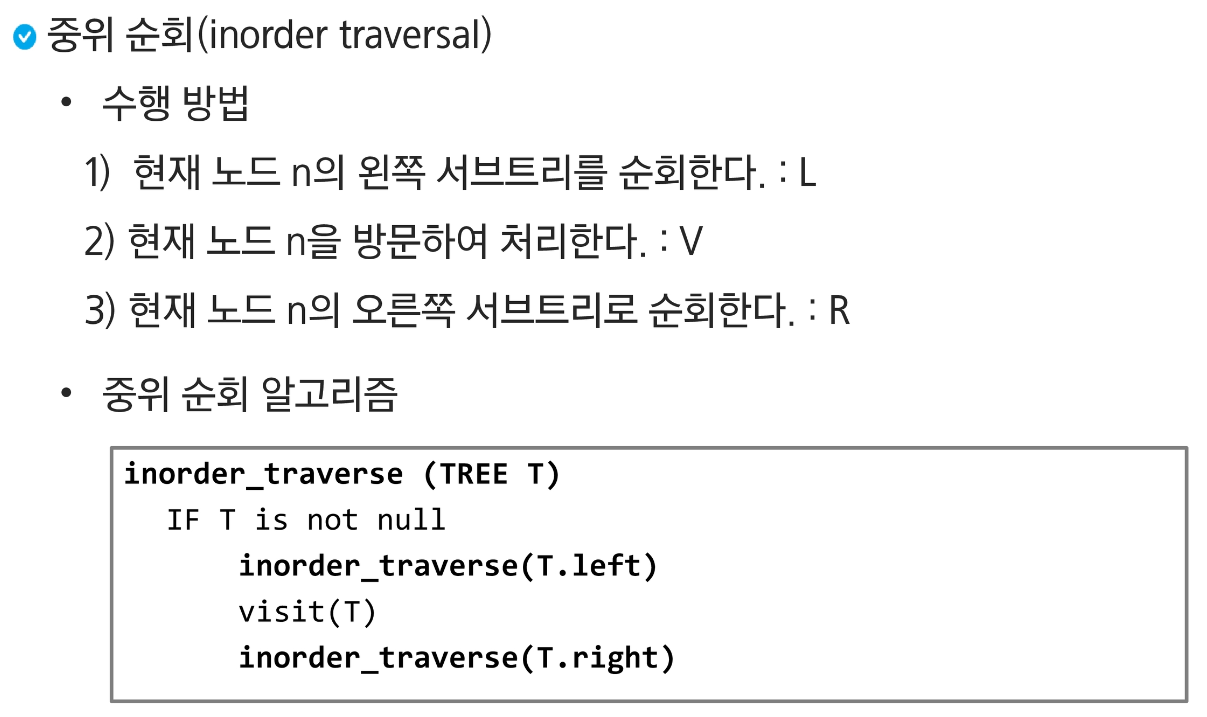 중위 순회(inorder traversal)
• 수행 방법
1) 현재 노드 n의 왼쪽 서브트리를 순회한다. : L
2) 현재 노드 n을 방문하여 처리한다. : V
3) 현재 노드 n의 오른쪽 서브트리로 순회한다. : R
• 중위 순회 알고리즘
inorder_traverse (TREE T)
IF T is not null
inorder_traverse(T.left)
visit(T)
inorder_traverse(T.right)